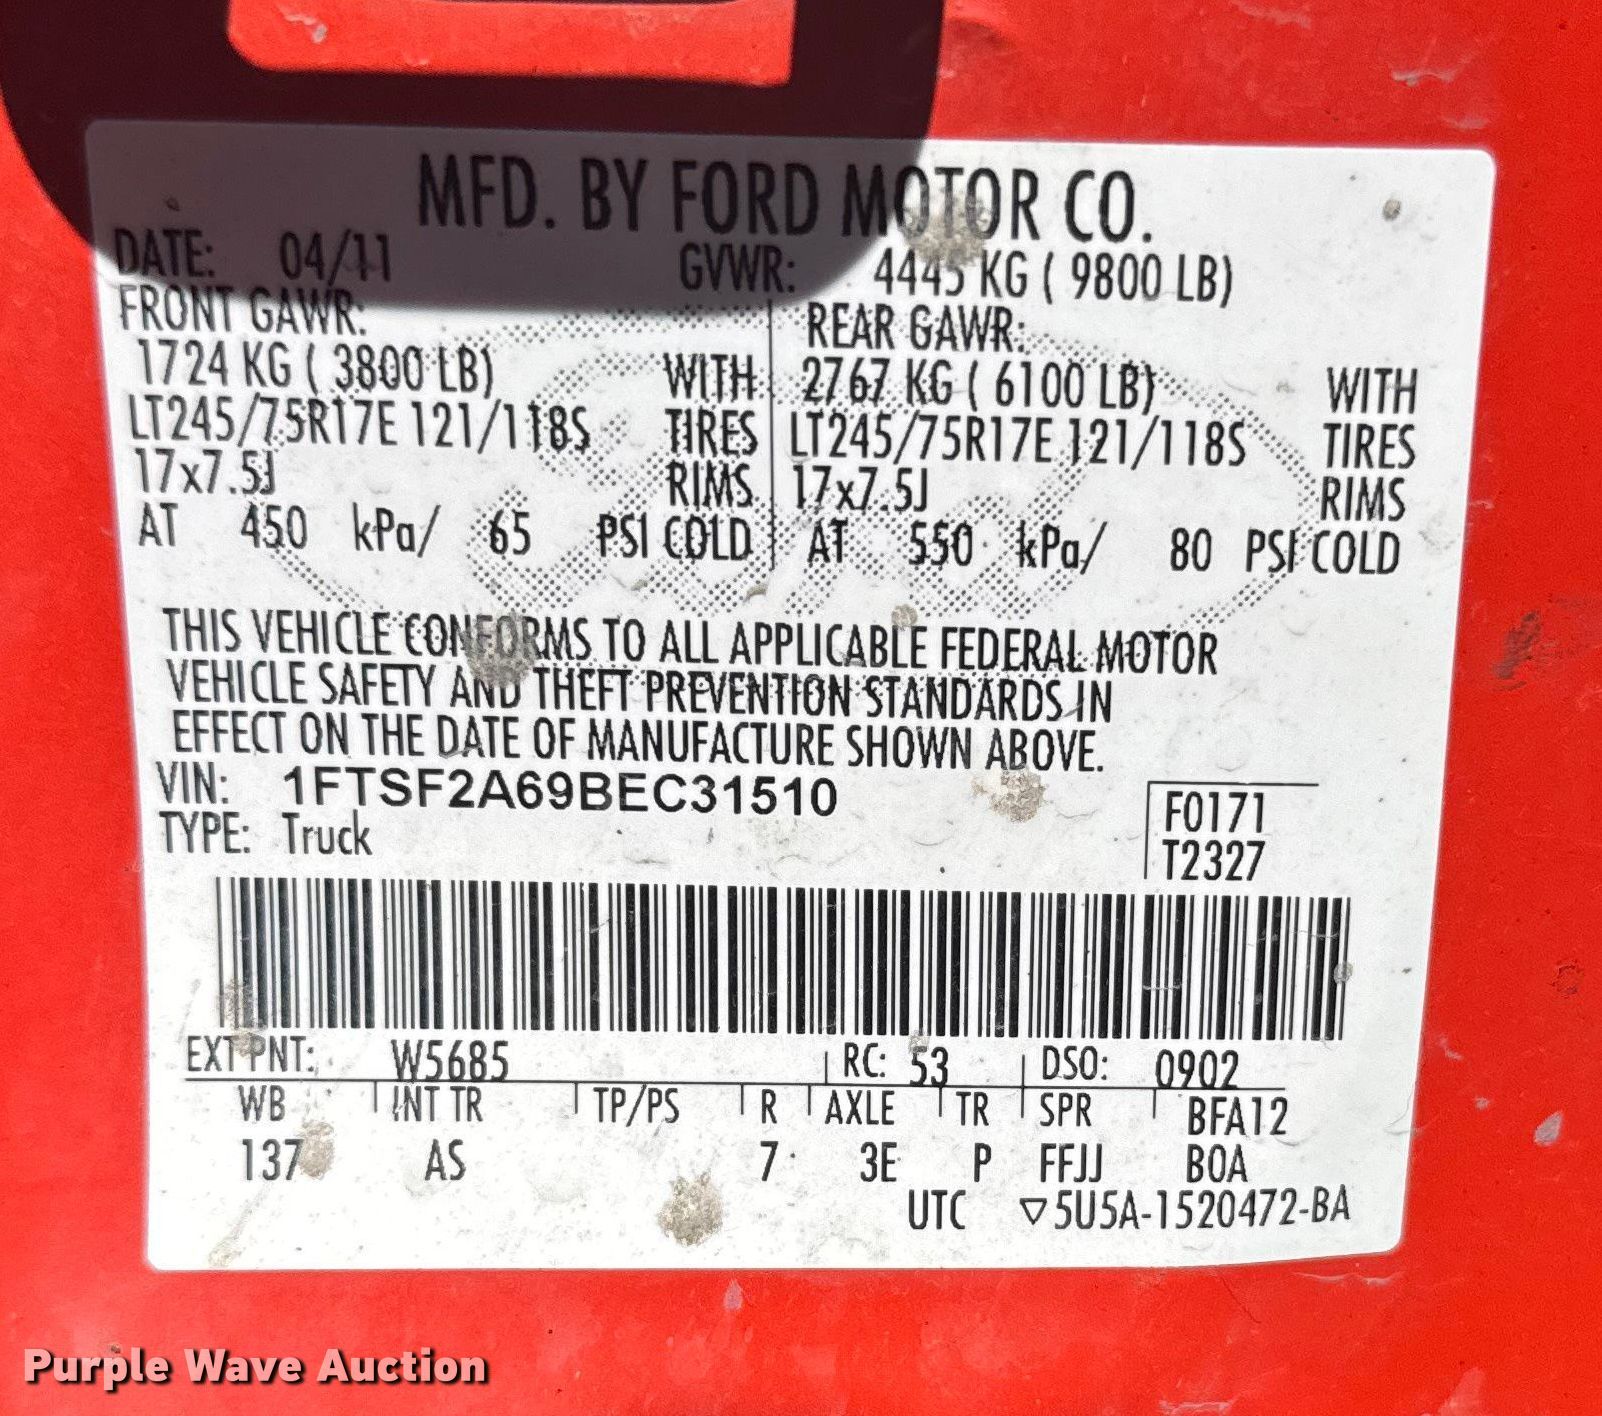 MFD. BY FORD MOTOR CO.
DATE: 04/11 GVWR: 4445 KG ( 9800 LB)
FRONT GAWR: REAR GAWR:
1724 KG ( 3800 LB) WITH 2767 KG ( 6100 LB) WITH
LT245/75R17E 121/118S TIRES LT245/75R17E 121/118S TIRES
17x7.5J RIMS 17x7.5J RIMS
AT 450 kPa/ 65 PSI COLD AT 550 kPa/ 80 PSI COLD
THIS VEHICLE CONFORMS TO ALL APPLICABLE FEDERAL MOTOR
VEHICLE SAFETY AND THEFT PREVENTION STANDARDS IN
EFFECT ON THE DATE OF MANUFACTURE SHOWN ABOVE.
VIN: 1FTSF2A69BEC31510 F0171
TYPE: Truck T2327
EXT PNT: W5685 RC: 53 DSO: 0902
WB INT TR TP/PS R AXLE TR SPR BFA12
137 AS 7 3E P FFJJ BOA
UTC ▽5U5A-1520472-BA
Purple Wave Auction